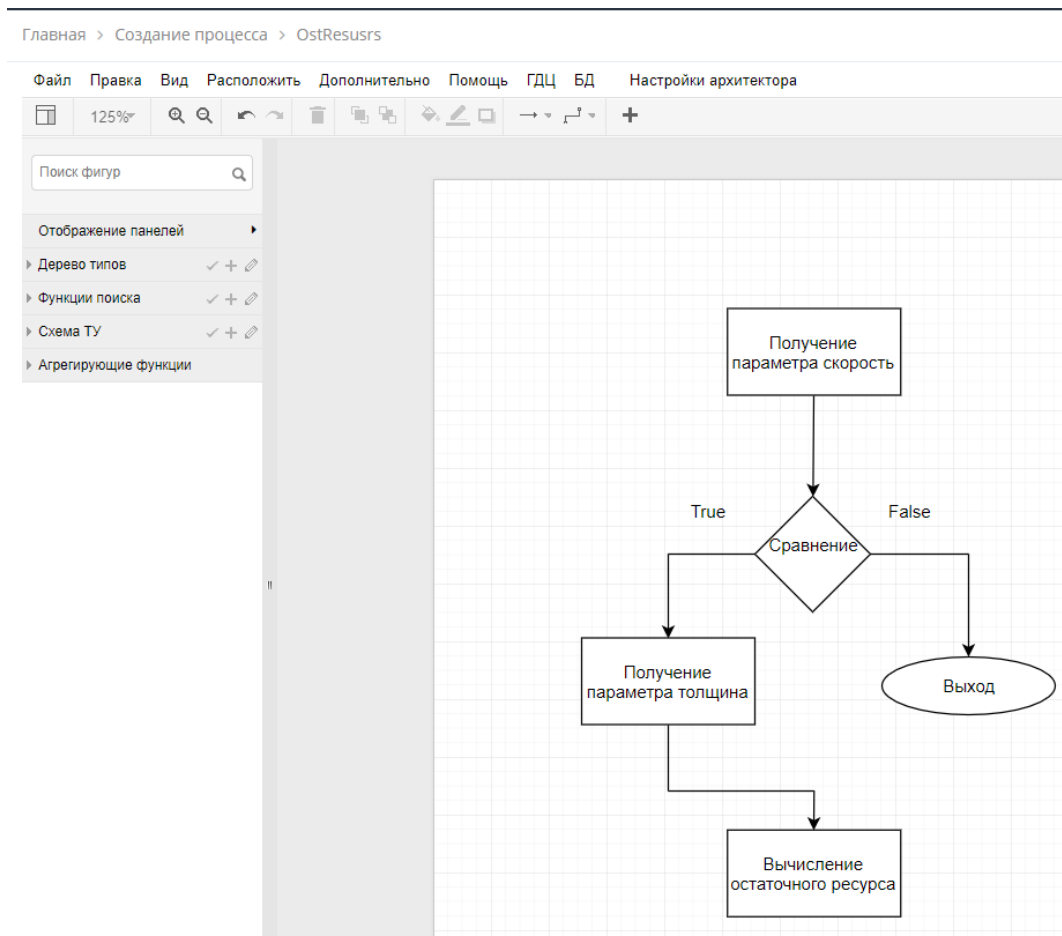 Главная > Создание процесса > OstResusrs
Файл Правка Вид Расположить Дополнительно Помощь ГДЦ БД Настройки архитектора
125%
Поиск фигур
Отображение панелей
Дерево типов
Функции поиска
Схема ТУ
Агрегирующие функции
Получение
параметра скорость
True
False
Сравнение
Получение
параметра толщина
Выход
Вычисление
остаточного ресурса